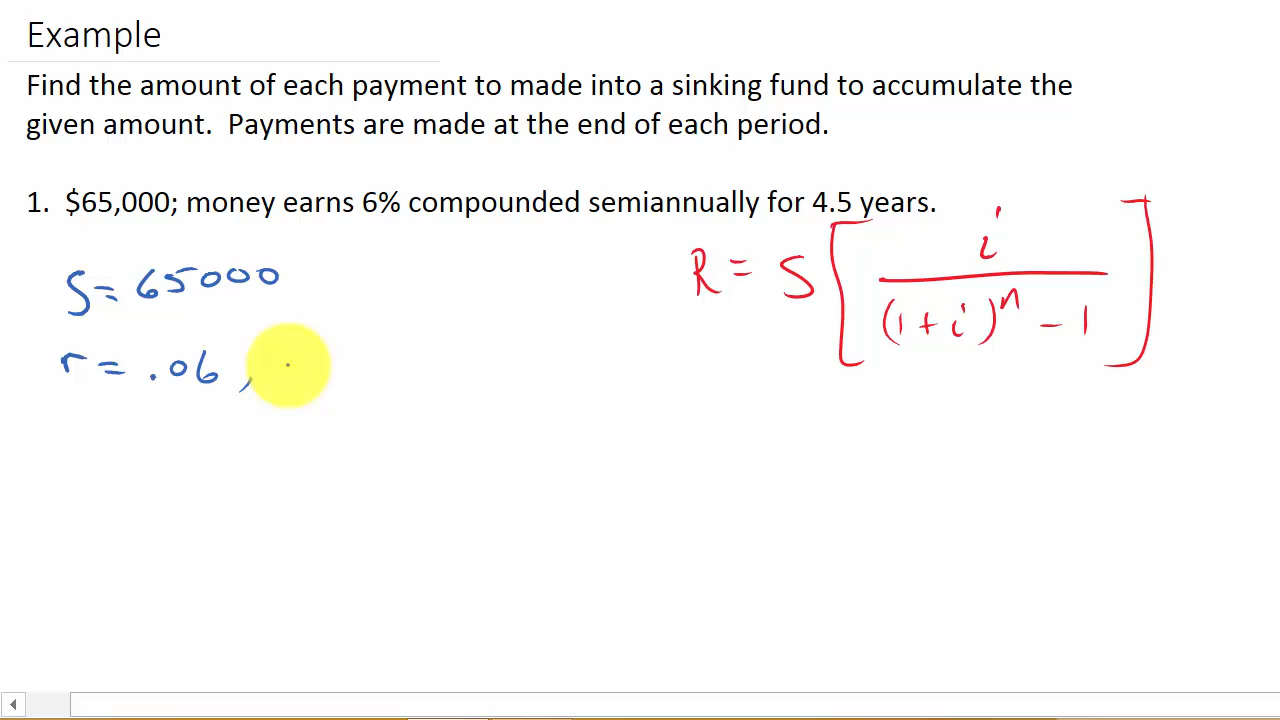 Example
Find the amount of each payment to made into a sinking fund to accumulate the
given amount. Payments are made at the end of each period.
1. $65,000; money earns 6% compounded semiannually for 4.5 years.
S = 65000
R = S [ i / (1 + i)^n - 1 ]
r = .06 ,